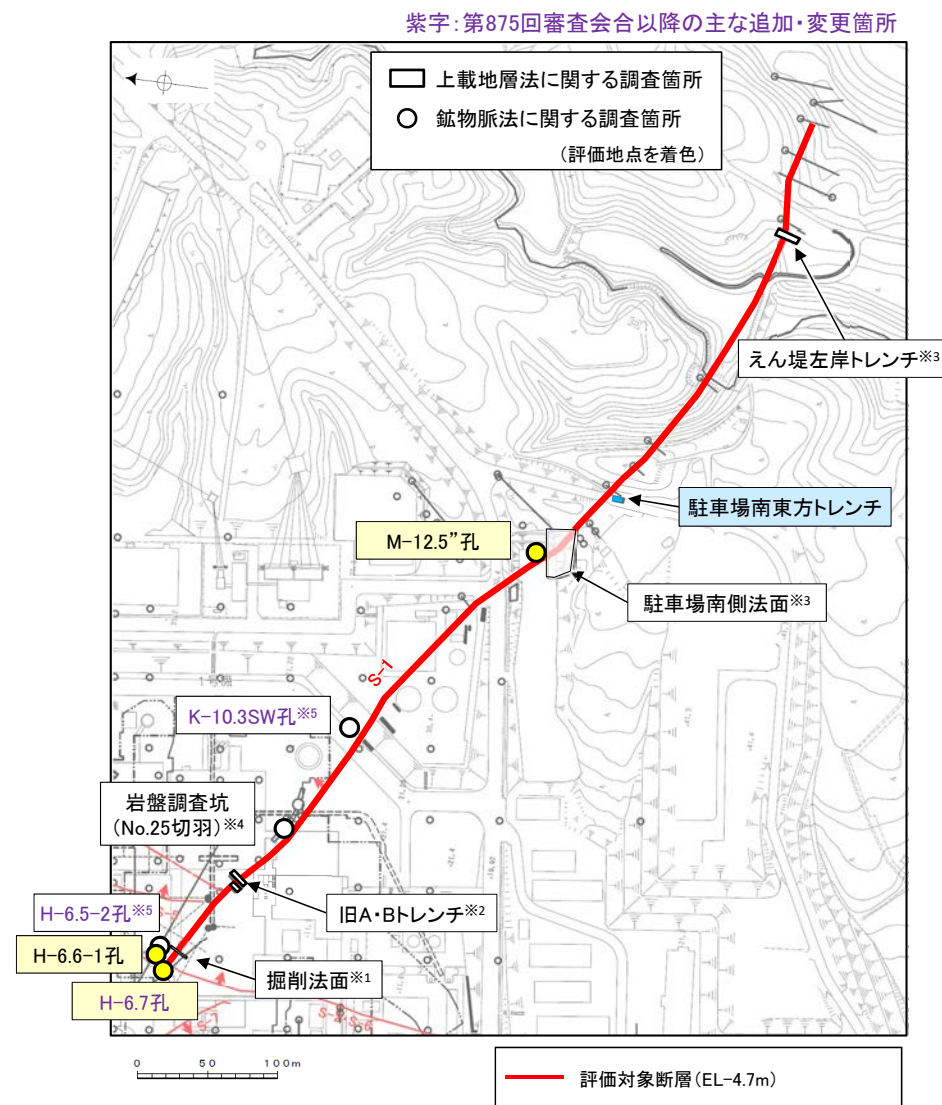 紫字：第875回審査会合以降の主な追加・変更箇所
上載地層法に関する調査箇所
鉱物脈法に関する調査箇所
（評価地点を着色）
えん堤左岸トレンチ※3
駐車場南東方トレンチ
M-12.5”孔
駐車場南側法面※3
S-1
K-10.3SW孔※5
岩盤調査坑
（No.25切羽）※4
旧A・Bトレンチ※2
H-6.5-2孔※5
H-6.6-1孔
掘削法面※1
H-6.7孔
S-7
S-6
0 50 100m
評価対象断層（EL-4.7m）